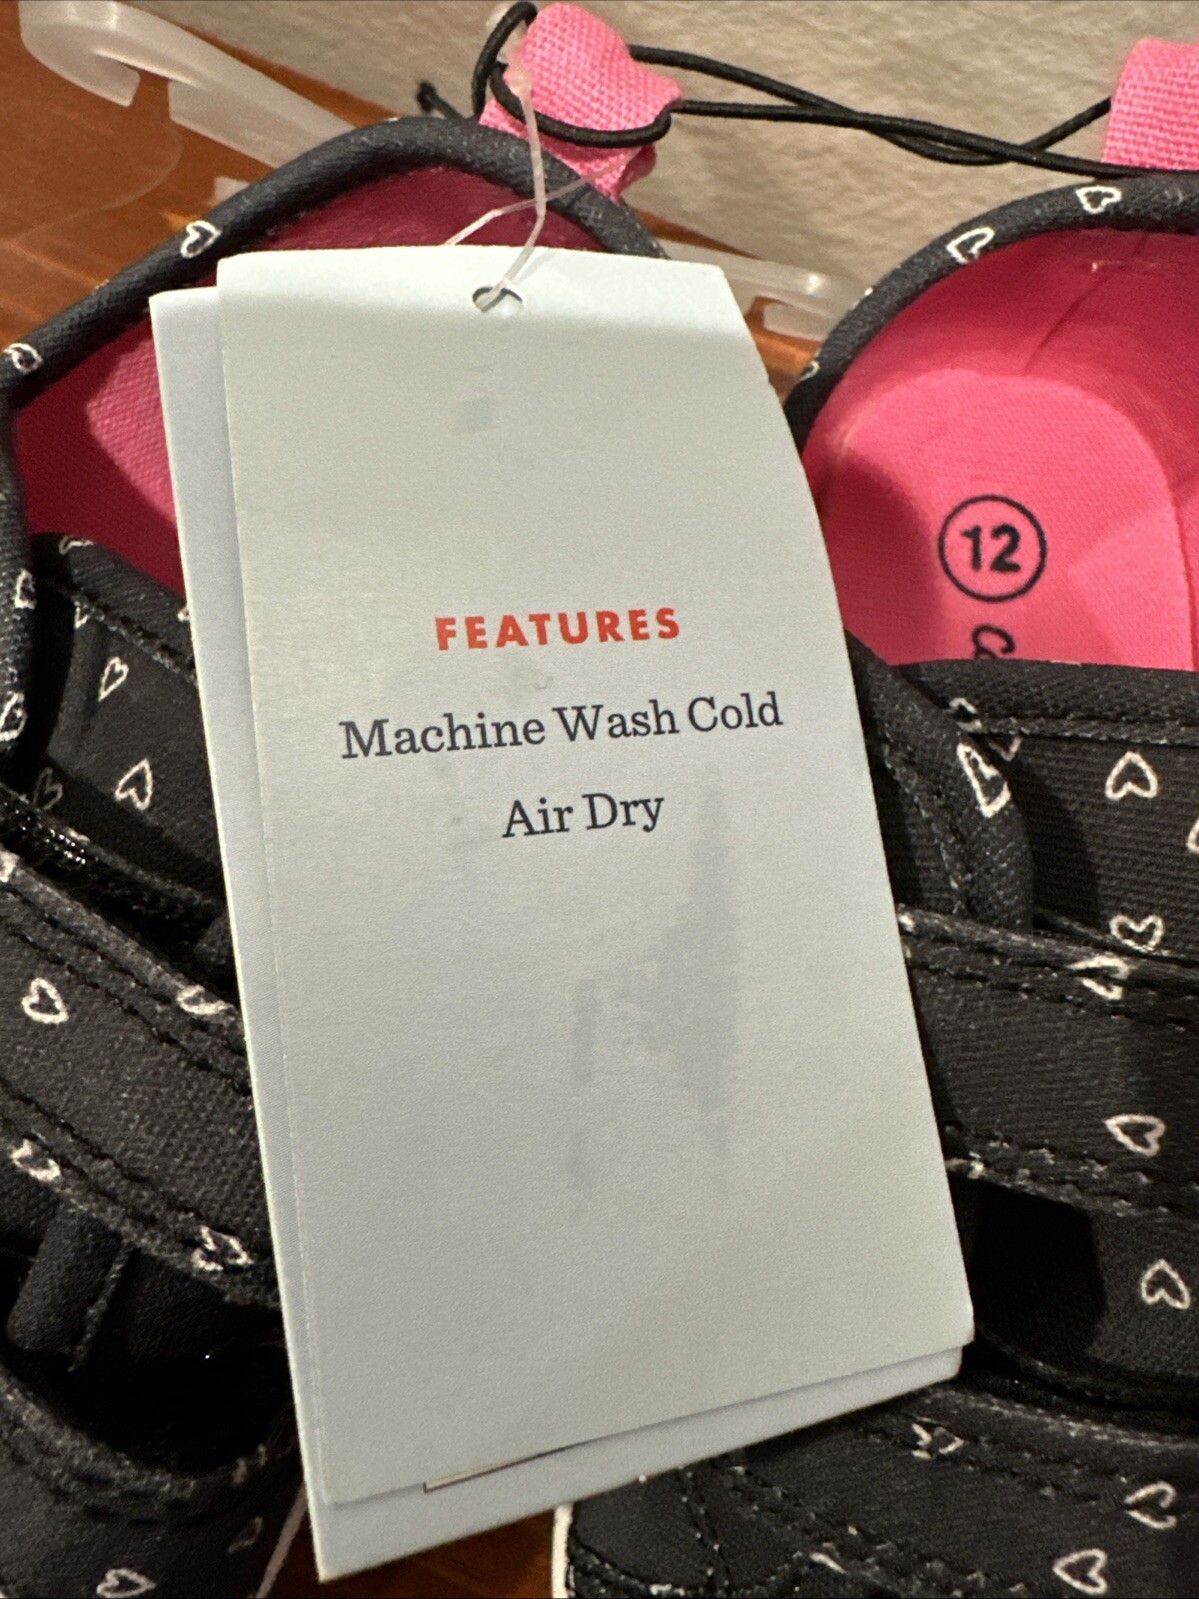 FEATURES
Machine Wash Cold
Air Dry
12